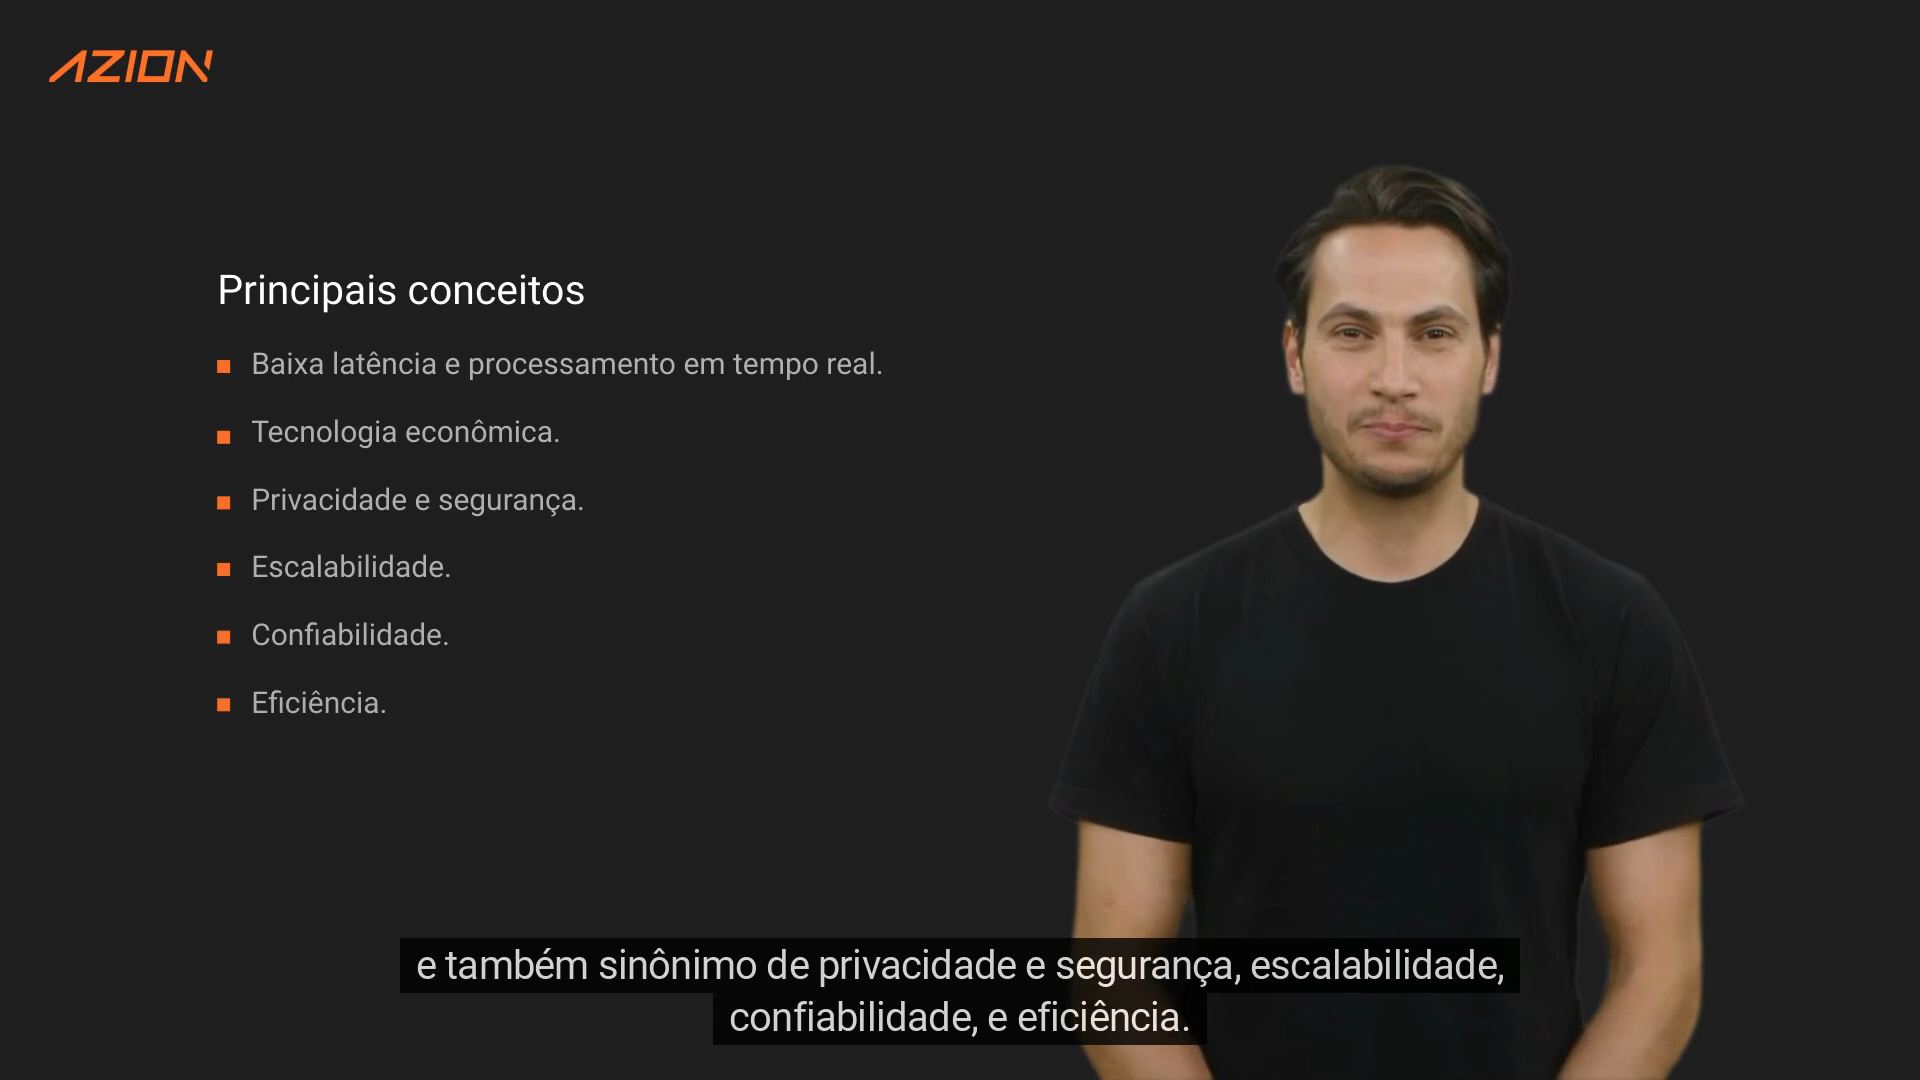 AZION
Principais conceitos
Baixa latência e processamento em tempo real.
Tecnologia econômica.
Privacidade e segurança.
Escalabilidade.
Confiabilidade.
Eficiência.
e também sinônimo de privacidade e segurança, escalabilidade,
confiabilidade, e eficiência.